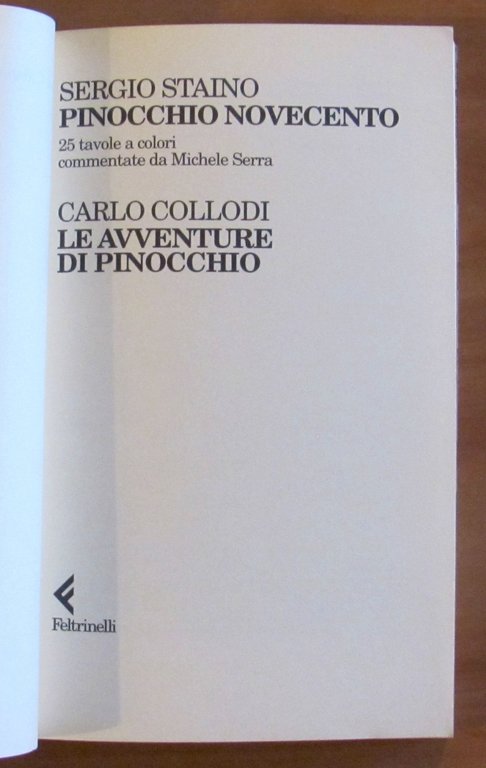 SERGIO STAINO
PINOCCHIO NOVECENTO
25 tavole a colori
commentate da Michele Serra
CARLO COLLODI
LE AVVENTURE
DI PINOCCHIO
Feltrinelli